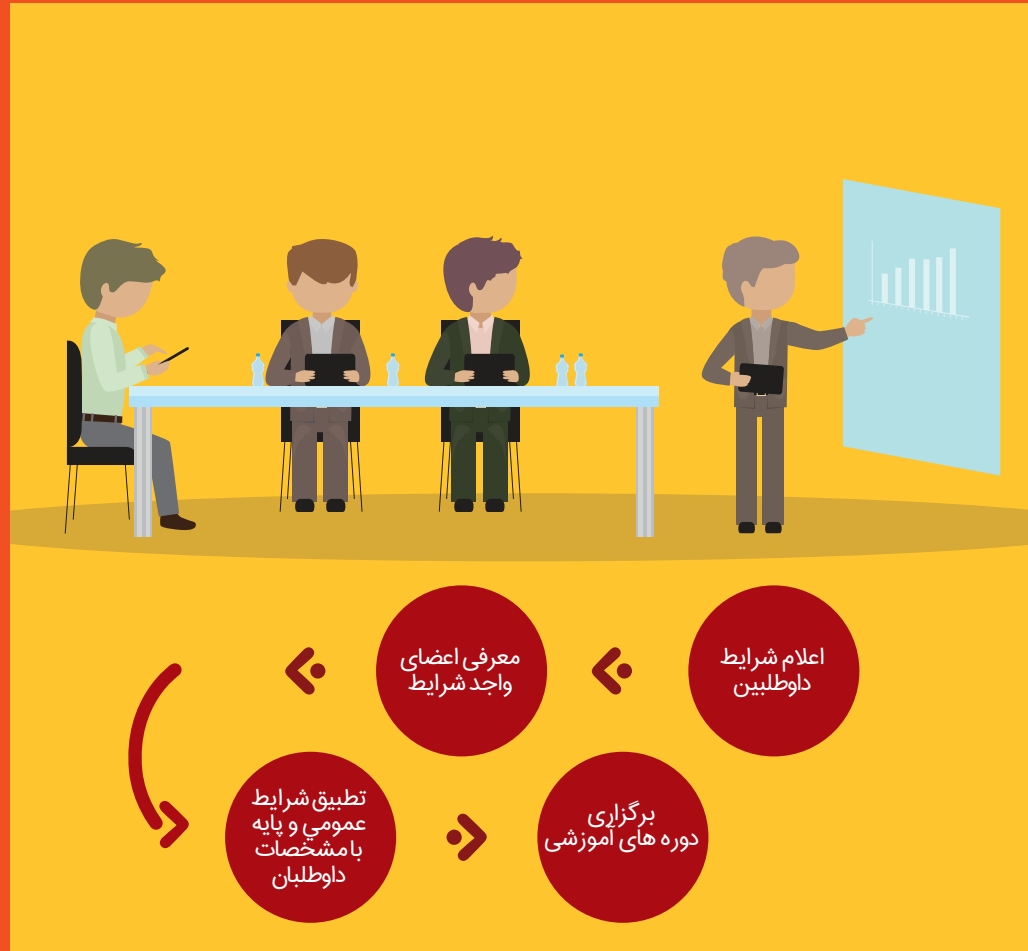 اعلام شرایط
داوطلبین
معرفی اعضای
واجد شرایط
تطبیق شرایط
عمومي و پایه
با مشخصات
داوطلبان
برگزاری
دوره های آموزشی